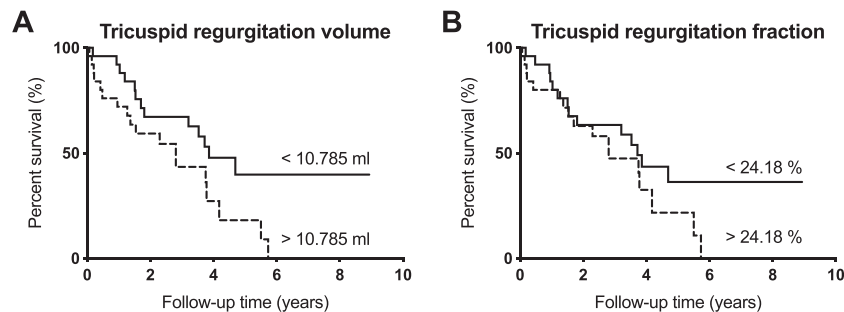 A
Tricuspid regurgitation volume
Percent survival (%)
100
50
0
< 10.785 ml
> 10.785 ml
0 2 4 6 8 10
Follow-up time (years)
B
Tricuspid regurgitation fraction
Percent survival (%)
100
50
0
< 24.18 %
> 24.18 %
0 2 4 6 8 10
Follow-up time (years)